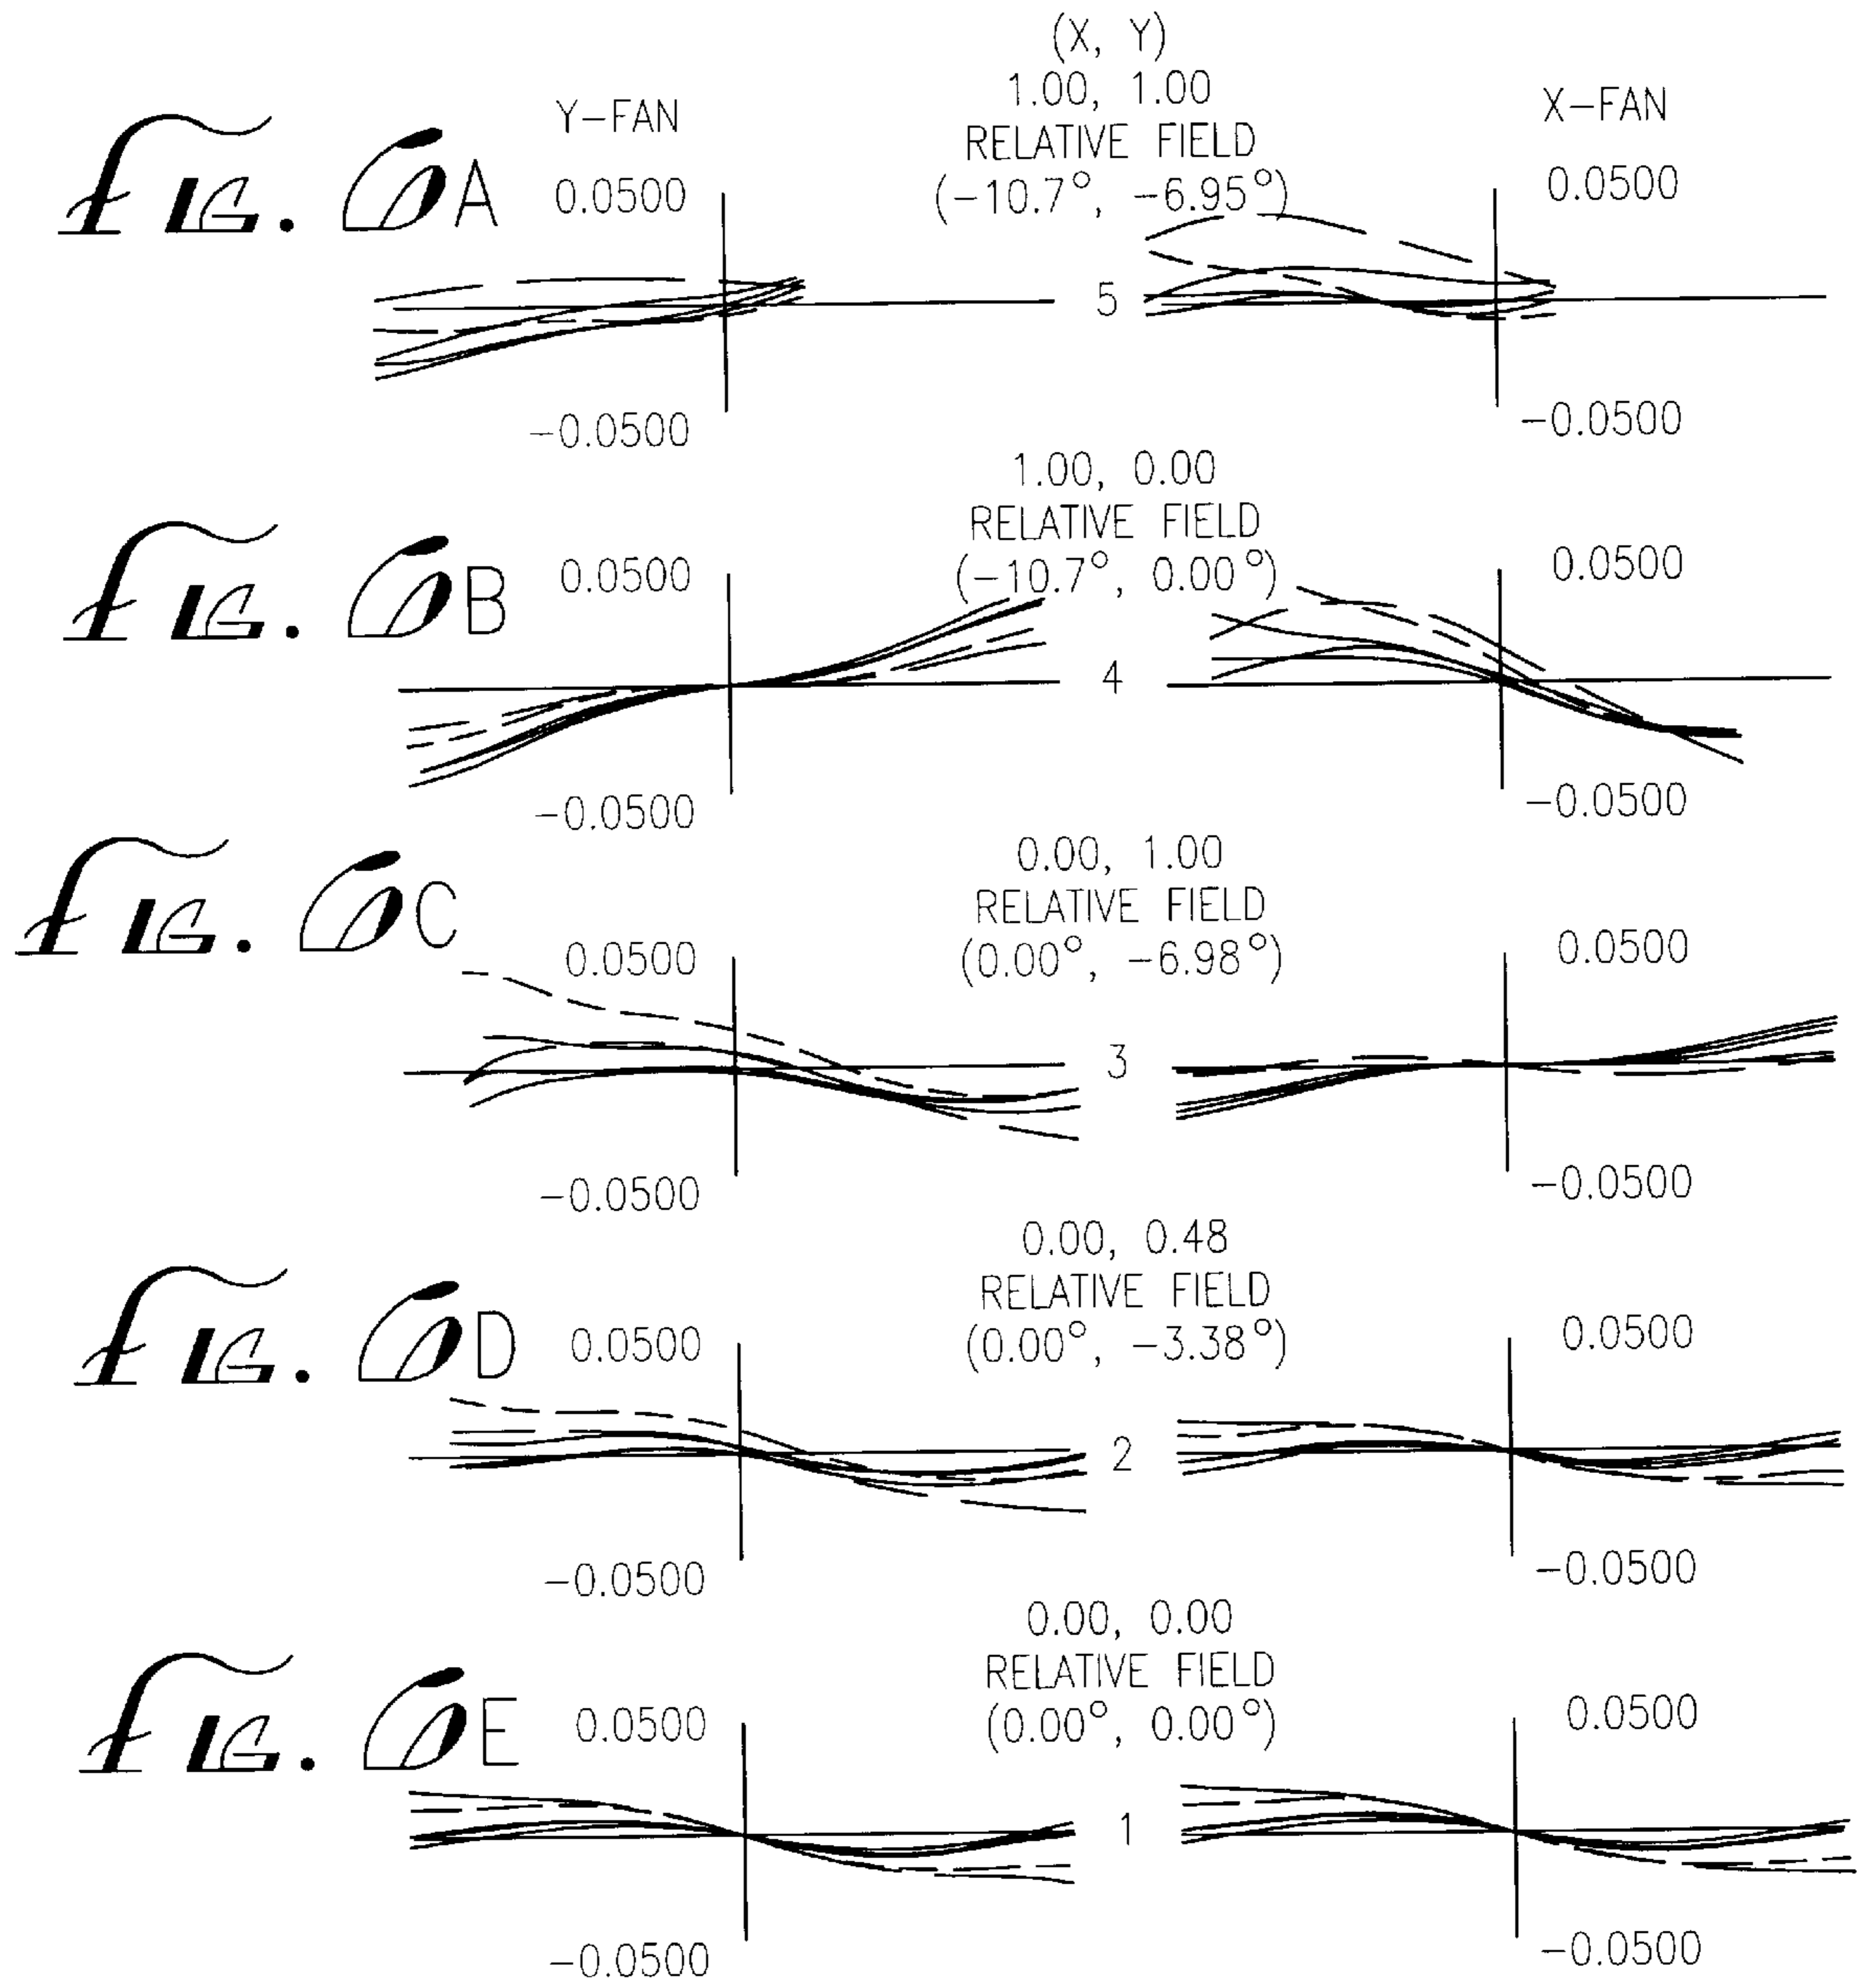 (X, Y)
FIG. 6A
Y-FAN
1.00, 1.00
RELATIVE FIELD
(-10.7°, -6.95°)
X-FAN
0.0500
0.0500
5
-0.0500
-0.0500
FIG. 6B
1.00, 0.00
RELATIVE FIELD
(-10.7°, 0.00°)
0.0500
0.0500
4
-0.0500
-0.0500
FIG. 6C
0.00, 1.00
RELATIVE FIELD
(0.00°, -6.98°)
0.0500
0.0500
3
-0.0500
-0.0500
FIG. 6D
0.00, 0.48
RELATIVE FIELD
(0.00°, -3.38°)
0.0500
0.0500
2
-0.0500
-0.0500
FIG. 6E
0.00, 0.00
RELATIVE FIELD
(0.00°, 0.00°)
0.0500
0.0500
1
-0.0500
-0.0500